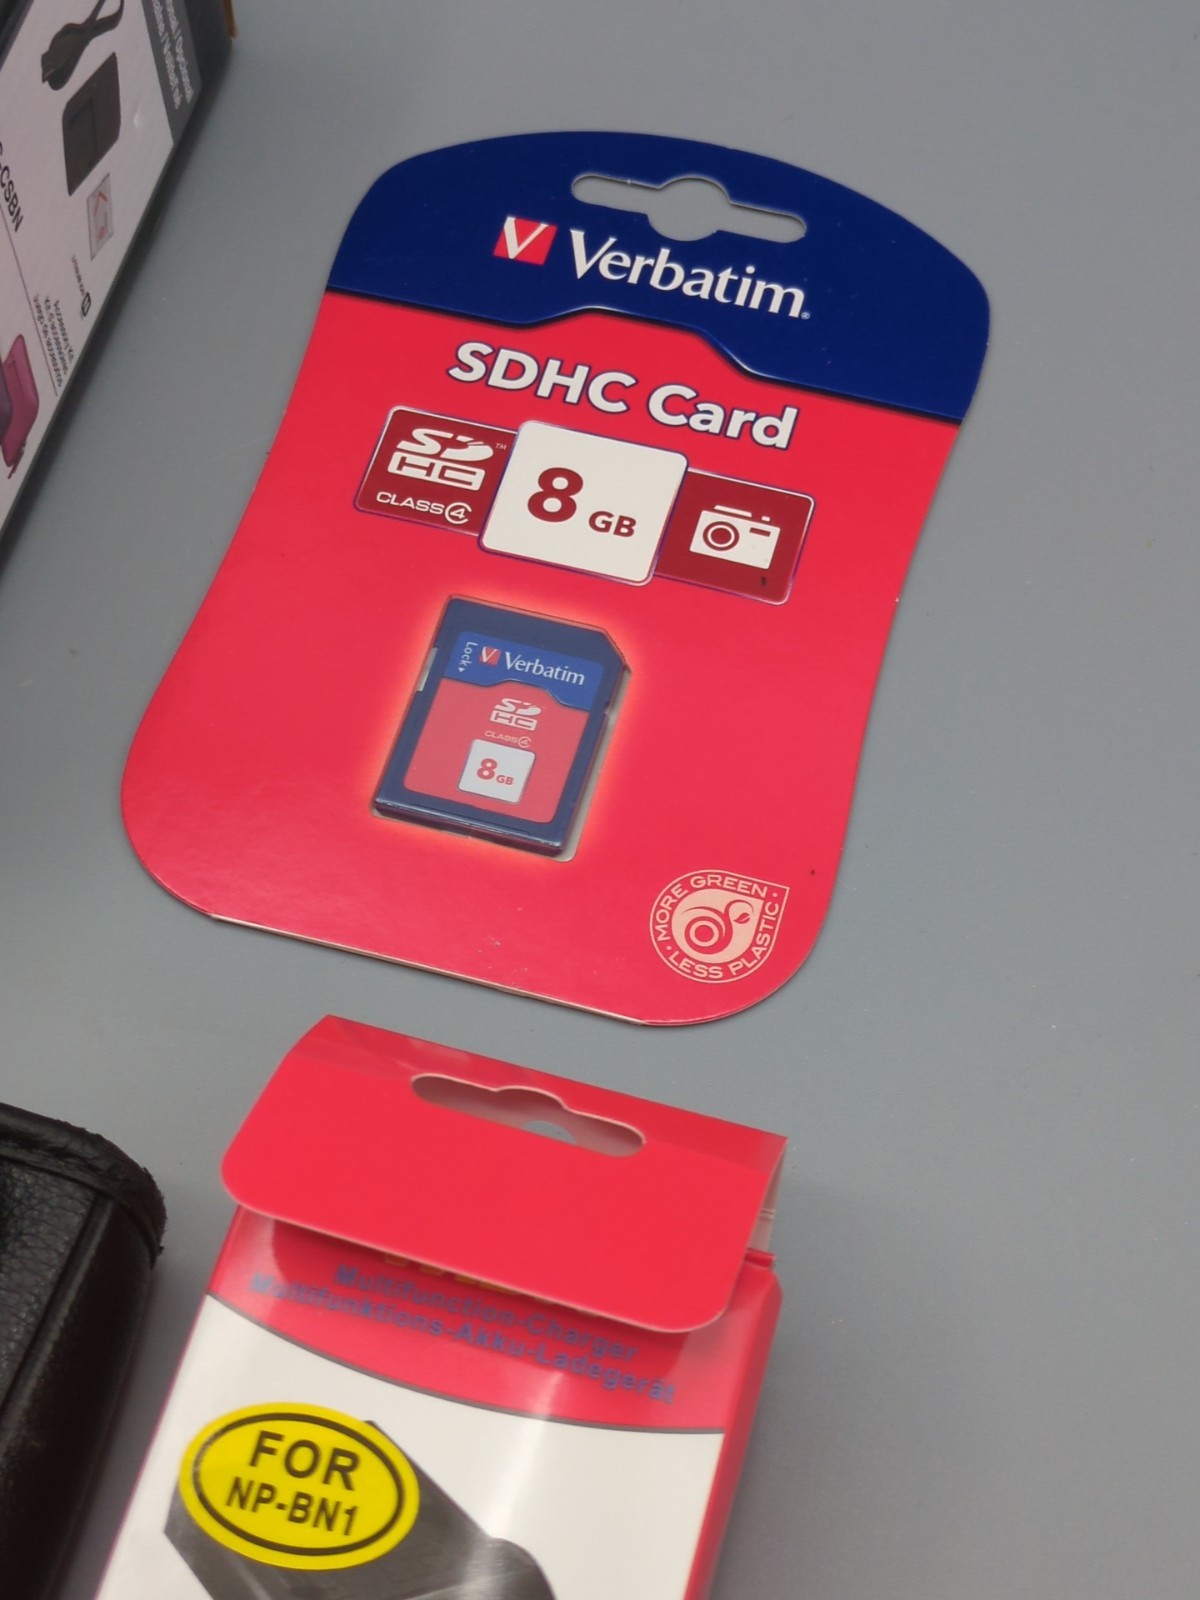 Verbatim
SDHC Card
SD
HC
CLASS 4
8 GB
Lock
Verbatim
SD
HC
CLASS 4
8 GB
MORE GREEN
LESS PLASTIC
Multifunction-Charger
Multifunktions-Akku-Ladegerät
FOR
NP-BN1
CSBN